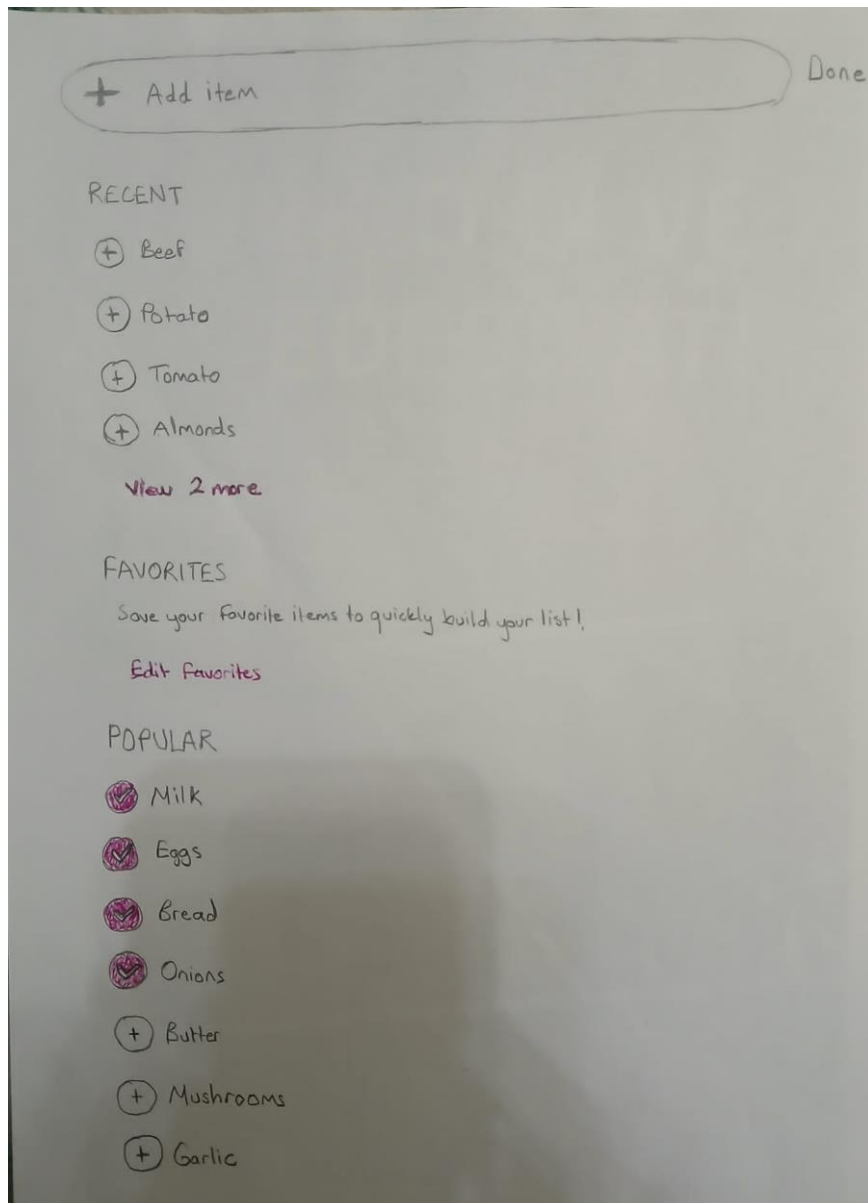 + Add item
Done
RECENT
+ Beef
+ Potato
+ Tomato
+ Almonds
View 2 more
FAVORITES
Save your favorite items to quickly build your list!
Edit favorites
POPULAR
Milk
Eggs
Bread
Onions
+ Butter
+ Mushrooms
+ Garlic